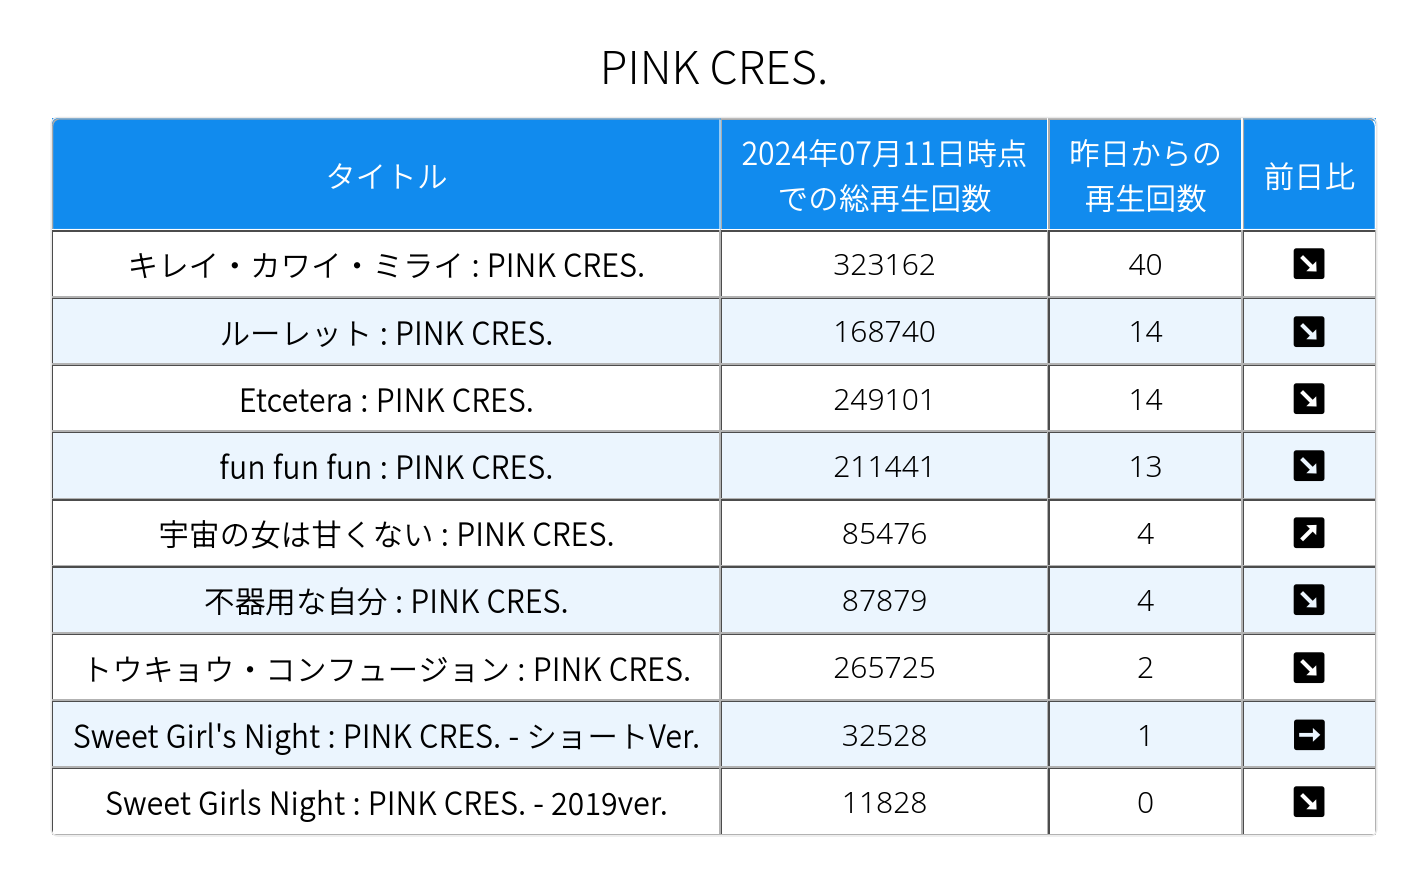 PINK CRES.
タイトル 2024年07月11日時点での総再生回数 昨日からの再生回数 前日比
キレイ・カワイ・ミライ : PINK CRES. 323162 40 ↘
ルーレット : PINK CRES. 168740 14 ↘
Etcetera : PINK CRES. 249101 14 ↘
fun fun fun : PINK CRES. 211441 13 ↘
宇宙の女は甘くない : PINK CRES. 85476 4 ↗
不器用な自分 : PINK CRES. 87879 4 ↘
トウキョウ・コンフュージョン : PINK CRES. 265725 2 ↘
Sweet Girl's Night : PINK CRES. - ショートVer. 32528 1 →
Sweet Girls Night : PINK CRES. - 2019ver. 11828 0 ↘